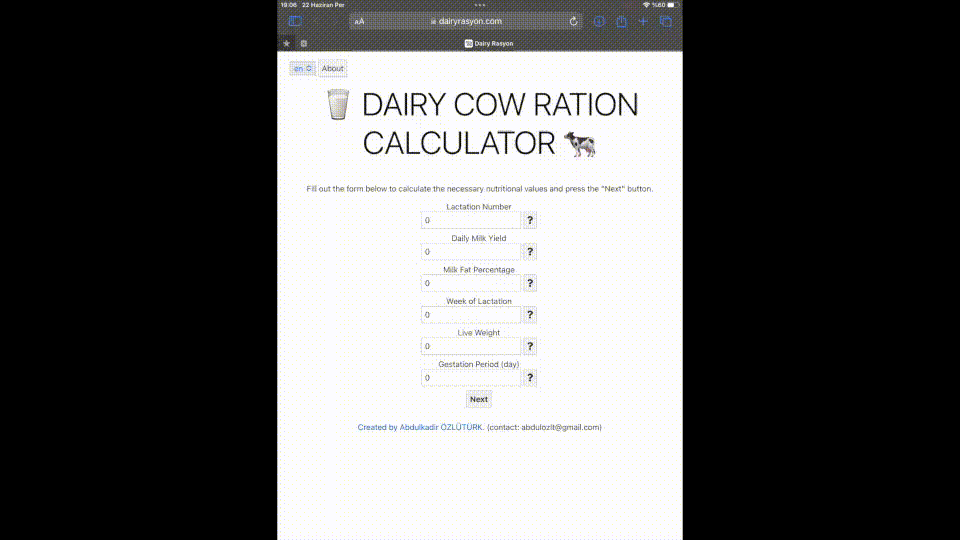 19:06 22 Haziran Per %60
AA dairyrasyon.com
Dairy Rasyon
en About
DAIRY COW RATION
CALCULATOR
Fill out the form below to calculate the necessary nutritional values and press the "Next" button.
Lactation Number
0 ?
Daily Milk Yield
0 ?
Milk Fat Percentage
0 ?
Week of Lactation
0 ?
Live Weight
0 ?
Gestation Period (day)
0 ?
Next
Created by Abdulkadir ÖZLÜTÜRK. (contact: abdulozlt@gmail.com)